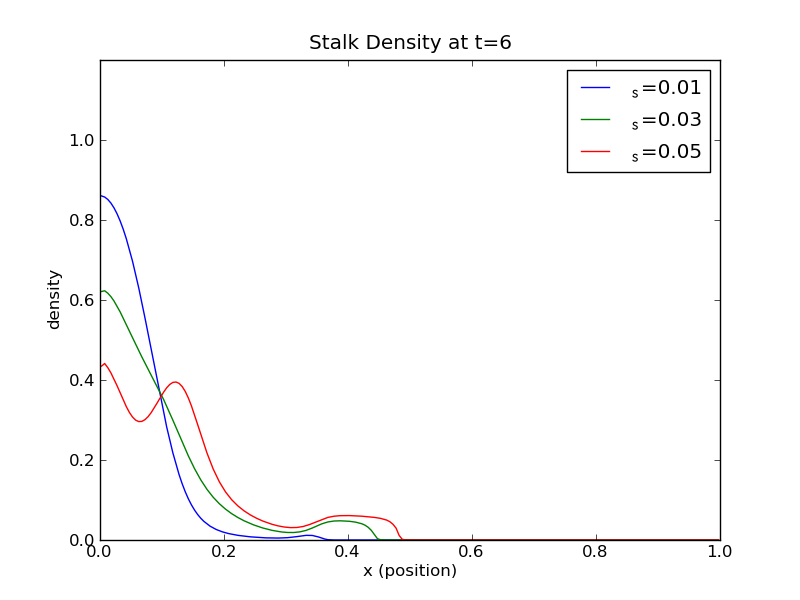 Stalk Density at t=6
ₛ=0.01
ₛ=0.03
ₛ=0.05
density
1.0
0.8
0.6
0.4
0.2
0.0
0.0 0.2 0.4 0.6 0.8 1.0
x (position)